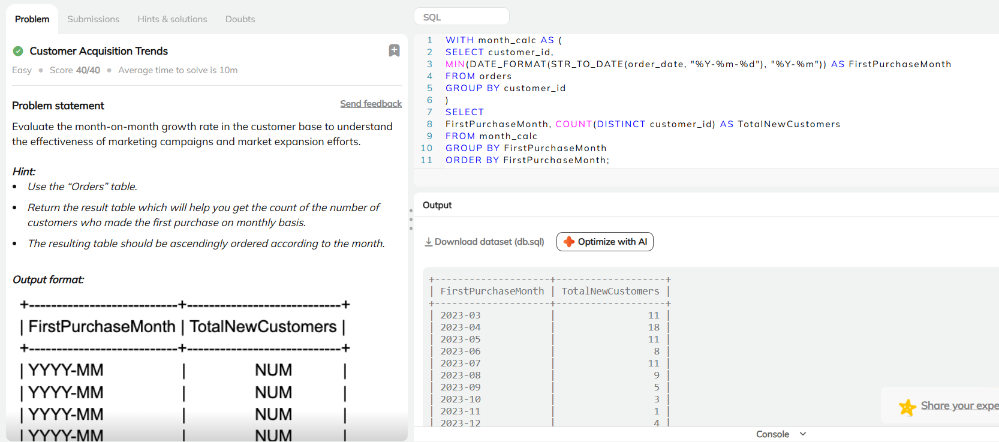 Problem
Submissions
Hints & solutions
Doubts
Customer Acquisition Trends
Easy • Score 40/40 • Average time to solve is 10m
Problem statement
Send feedback
Evaluate the month-on-month growth rate in the customer base to understand
the effectiveness of marketing campaigns and market expansion efforts.
Hint:
• Use the “Orders” table.
• Return the result table which will help you get the count of the number of
customers who made the first purchase on monthly basis.
• The resulting table should be ascendingly ordered according to the month.
Output format:
+---------------------------+----------------------------+
| FirstPurchaseMonth | TotalNewCustomers |
+---------------------------+----------------------------+
| YYYY-MM | NUM |
| YYYY-MM | NUM |
| YYYY-MM | NUM |
| YYYY-MM | NUM |
SQL
1 WITH month_calc AS (
2 SELECT customer_id,
3 MIN(DATE_FORMAT(STR_TO_DATE(order_date, "%Y-%m-%d"), "%Y-%m")) AS FirstPurchaseMonth
4 FROM orders
5 GROUP BY customer_id
6 )
7 SELECT
8 FirstPurchaseMonth, COUNT(DISTINCT customer_id) AS TotalNewCustomers
9 FROM month_calc
10 GROUP BY FirstPurchaseMonth
11 ORDER BY FirstPurchaseMonth;
Output
Download dataset (db.sql)
Optimize with AI
+--------------------+-------------------+
| FirstPurchaseMonth | TotalNewCustomers |
+--------------------+-------------------+
| 2023-03 | 11 |
| 2023-04 | 18 |
| 2023-05 | 11 |
| 2023-06 | 8 |
| 2023-07 | 11 |
| 2023-08 | 9 |
| 2023-09 | 5 |
| 2023-10 | 3 |
| 2023-11 | 1 |
| 2023-12 | 4 |
Share your expe
Console